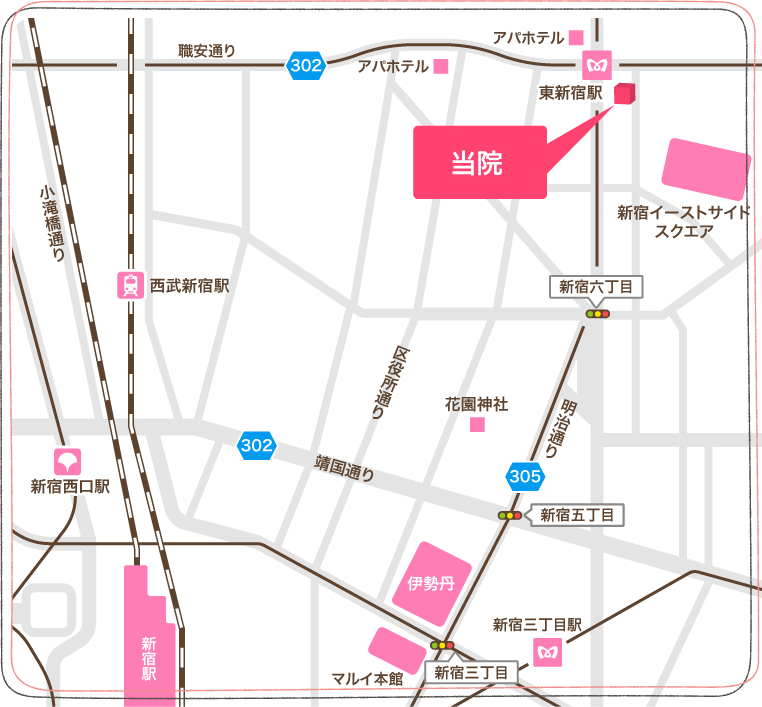 アパホテル
職安通り
302
アパホテル
東新宿駅
当院
小滝橋通り
新宿イーストサイド
スクエア
西武新宿駅
新宿六丁目
区役所通り
花園神社
明治通り
302
靖国通り
305
新宿西口駅
新宿五丁目
伊勢丹
新宿三丁目駅
新宿駅
新宿三丁目
マルイ本館